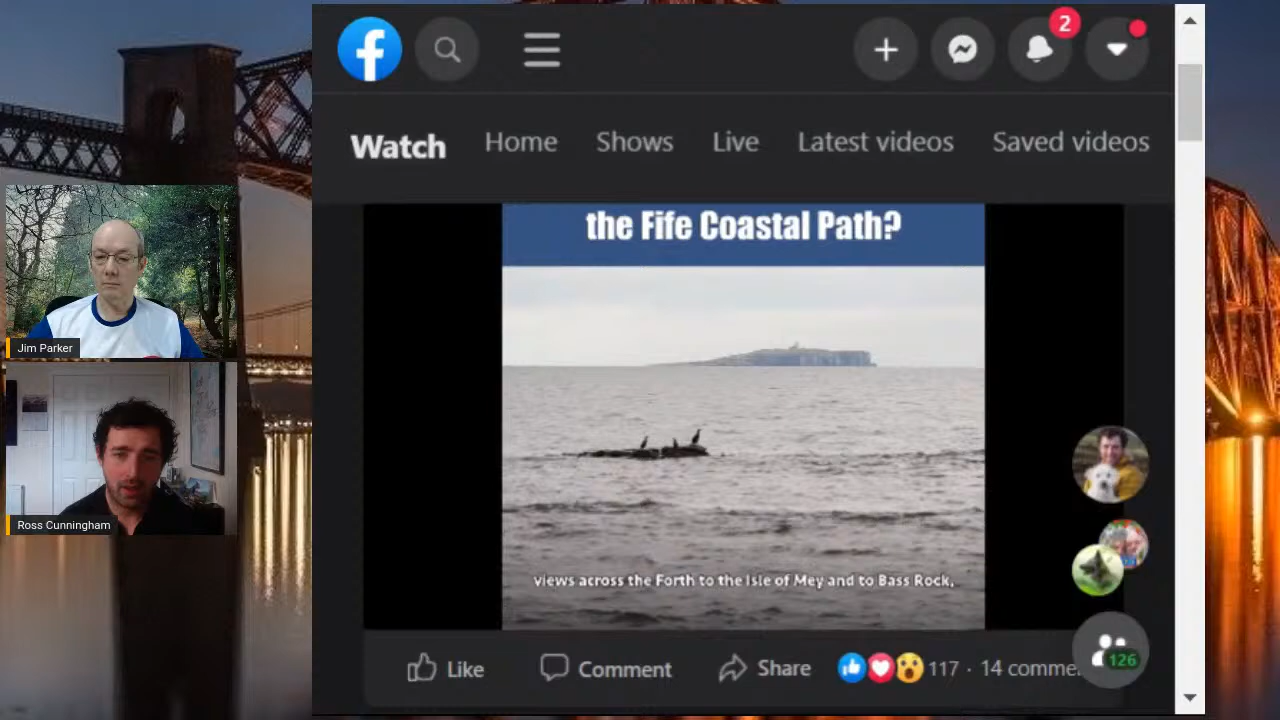 2
Watch Home Shows Live Latest videos Saved videos
the Fife Coastal Path?
Jim Parker
Ross Cunningham
views across the Forth to the Isle of Mey and to Bass Rock,
Like Comment Share 117 · 14 comme
126